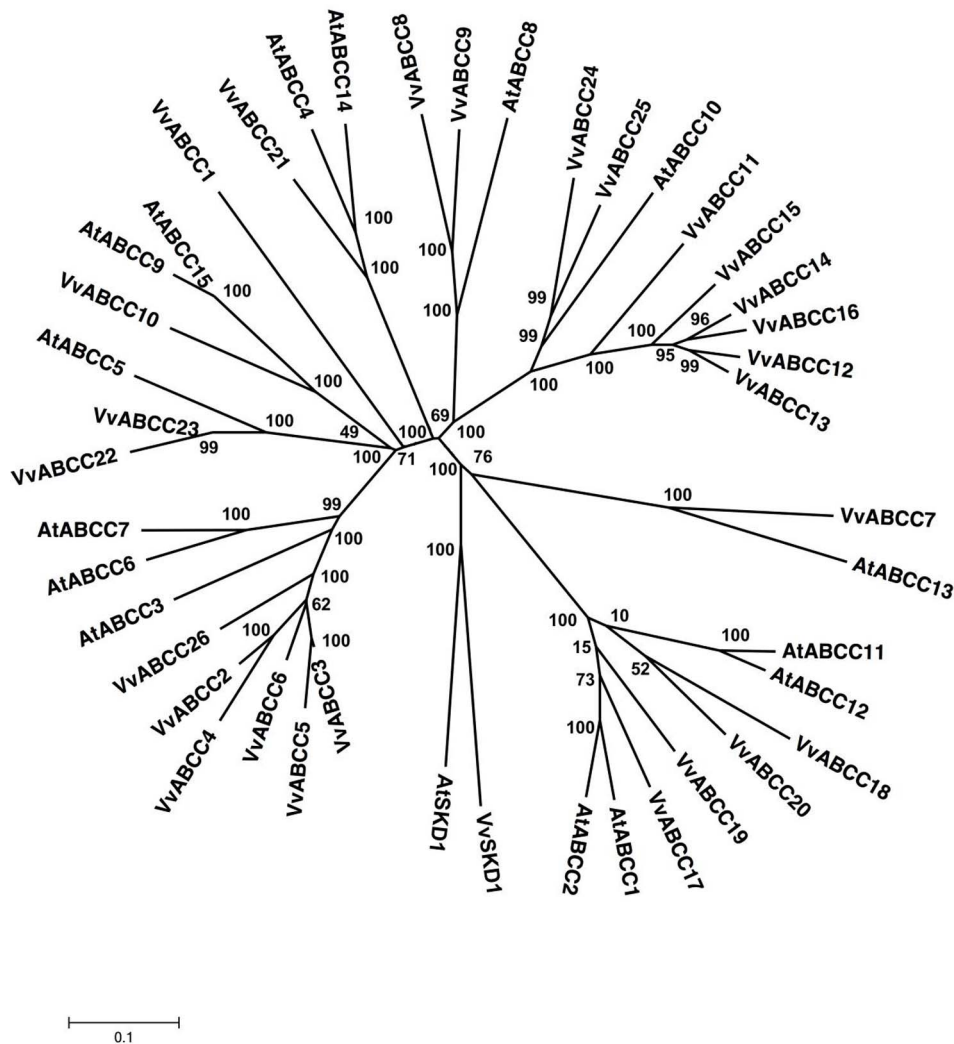 AtABCC14
VvABCC8
VvABCC9
AtABCC8
AtABCC4
VvABCC24
VvABCC21
VvABCC25
AtABCC10
VvABCC1
VvABCC11
VvABCC15
AtABCC15
AtABCC9
100
VvABCC14
100
100
100
99
VvABCC10
100
96
VvABCC16
99
100
AtABCC5
95
VvABCC12
100
99
100
100
VvABCC13
VvABCC23
100
69
49
100
100
99
100
71
76
VvABCC22
100
100
99
100
VvABCC7
AtABCC7
100
100
AtABCC6
100
AtABCC13
AtABCC3
62
10
100
100
100
100
15
AtABCC11
VvABCC26
52
73
AtABCC12
VvABCC2
VvABCC6
VvABCC3
100
VvABCC4
VvABCC5
VvABCC18
VvABCC20
VvABCC19
AtSKD1
VvSKD1
AtABCC2
AtABCC1
VvABCC17
0.1